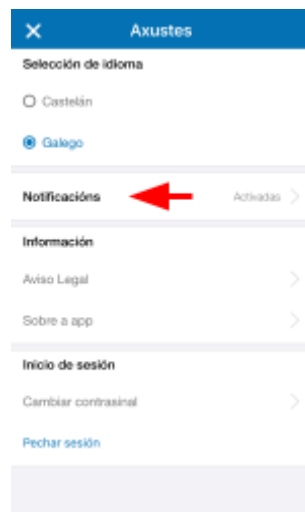 Axustes
Selección de idioma
Castelán
Galego
Notificacións
Activadas
Información
Aviso Legal
Sobre a app
Inicio de sesión
Cambiar contrasinal
Pechar sesión